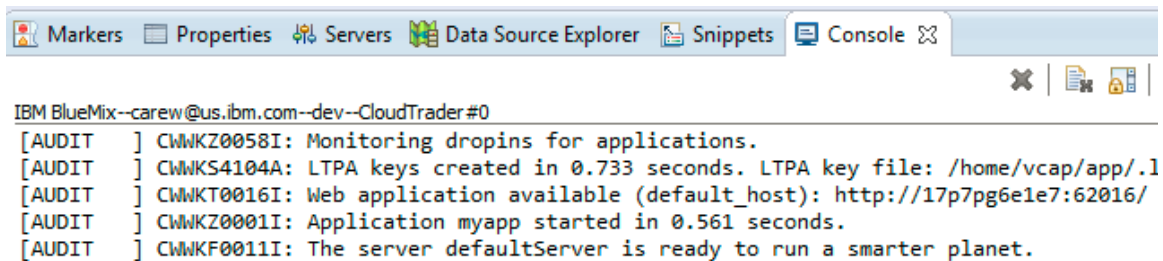 Markers Properties Servers Data Source Explorer Snippets Console
IBM BlueMix--carew@us.ibm.com--dev--CloudTrader#0
[AUDIT   ] CWWKZ0058I: Monitoring dropins for applications.
[AUDIT   ] CWWKS4104A: LTPA keys created in 0.733 seconds. LTPA key file: /home/vcap/app/.l
[AUDIT   ] CWWKT0016I: Web application available (default_host): http://17p7pg6e1e7:62016/
[AUDIT   ] CWWKZ0001I: Application myapp started in 0.561 seconds.
[AUDIT   ] CWWKF0011I: The server defaultServer is ready to run a smarter planet.